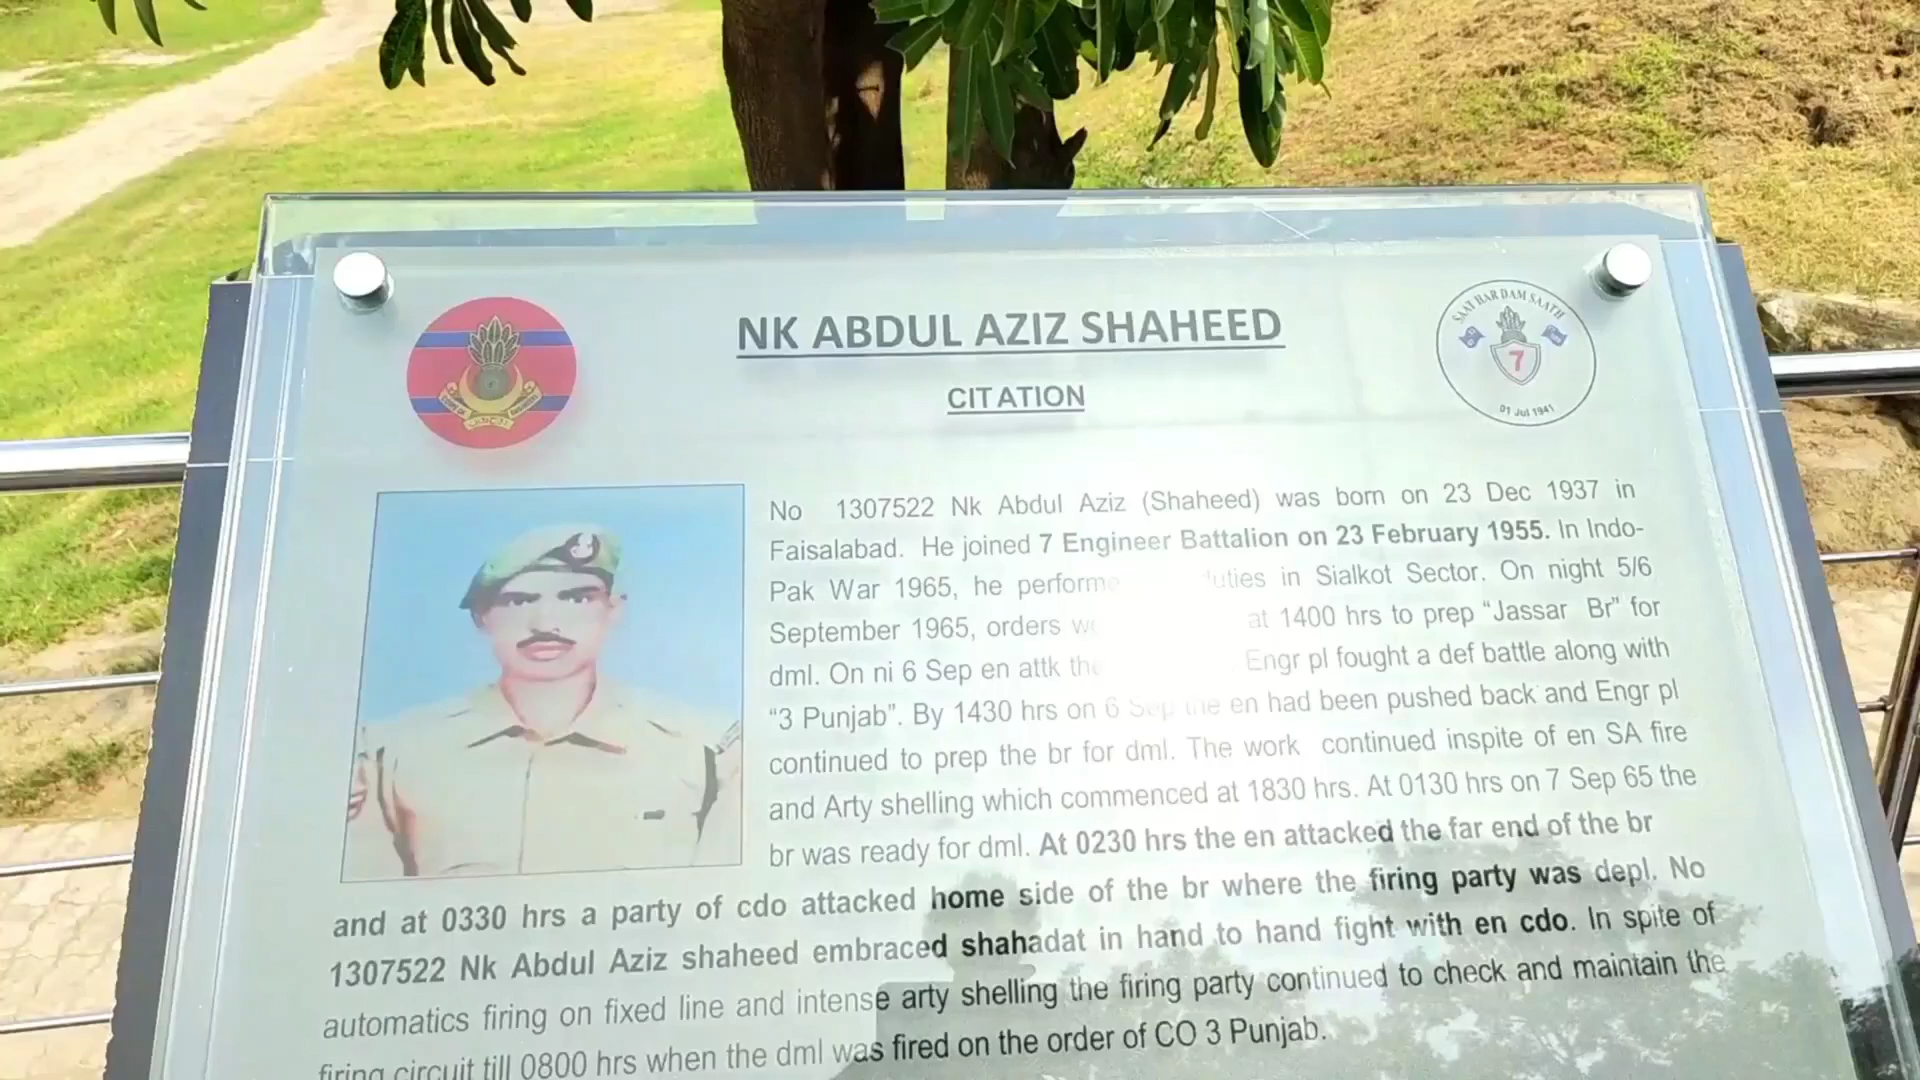 NK ABDUL AZIZ SHAHEED
CITATION
SAAT HAR DAM SAATH
7
01 Jul 1941
CORPS OF ENGINEERS
No 1307522 Nk Abdul Aziz (Shaheed) was born on 23 Dec 1937 in
Faisalabad. He joined 7 Engineer Battalion on 23 February 1955. In Indo-
Pak War 1965, he in Sialkot Sector. On night 5/6
September 1965, orders at 1400 hrs to prep “Jassar Br” for
dml. On ni 6 Sep en attk Engr pl fought a def battle along with
“3 Punjab”. By 1430 hrs on 6 Sep the en had been pushed back and Engr pl
continued to prep the br for dml. The work continued inspite of en SA fire
and Arty shelling which commenced at 1830 hrs. At 0130 hrs on 7 Sep 65 the
br was ready for dml. At 0230 hrs the en attacked the far end of the br
and at 0330 hrs a party of cdo attacked home side of the br where the firing party was depl. No
1307522 Nk Abdul Aziz shaheed embraced shahadat in hand to hand fight with en cdo. In spite of
automatics firing on fixed line and intense arty shelling the firing party continued to check and maintain the
firing circuit till 0800 hrs when the dml was fired on the order of CO 3 Punjab.